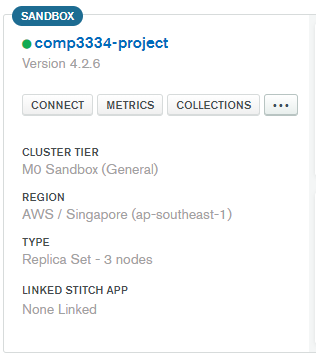 SANDBOX
comp3334-project
Version 4.2.6
CONNECT METRICS COLLECTIONS ...
CLUSTER TIER
M0 Sandbox (General)
REGION
AWS / Singapore (ap-southeast-1)
TYPE
Replica Set - 3 nodes
LINKED STITCH APP
None Linked